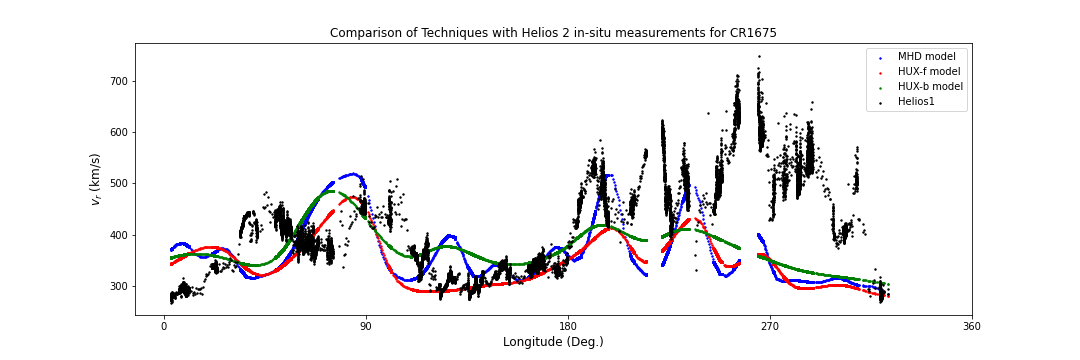 Comparison of Techniques with Helios 2 in-situ measurements for CR1675
MHD model
HUX-f model
HUX-b model
Helios1
700
600
500
400
300
v_r (km/s)
0
90
180
270
360
Longitude (Deg.)